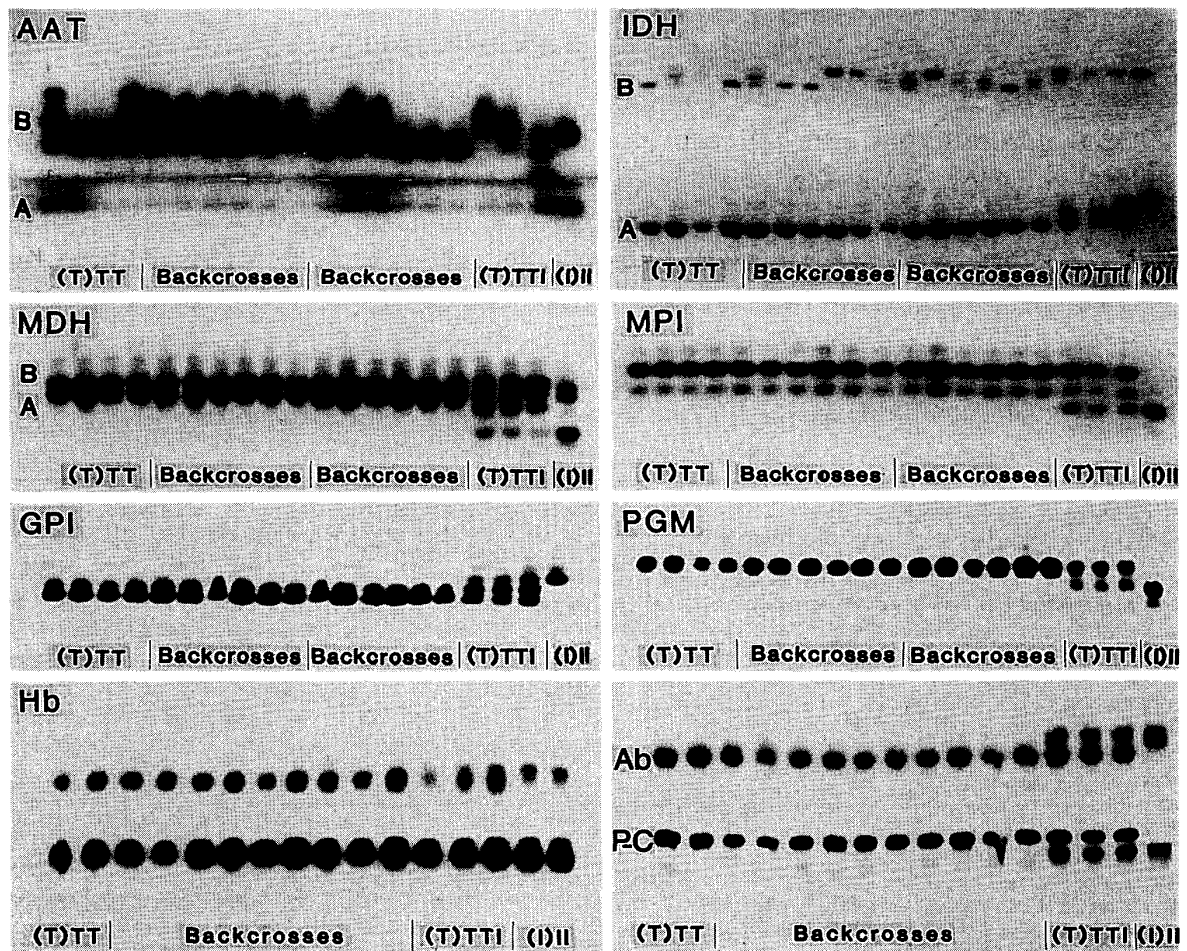 AAT
B
A
(T)TT Backcrosses Backcrosses (T)TTI (I)II
IDH
B
A
(T)TT Backcrosses Backcrosses (T)TTI (I)II
MDH
B
A
(T)TT Backcrosses Backcrosses (T)TTI (I)II
MPI
(T)TT Backcrosses Backcrosses (T)TTI (I)II
GPI
(T)TT Backcrosses Backcrosses (T)TTI (I)II
PGM
(T)TT Backcrosses Backcrosses (T)TTI (I)II
Hb
(T)TT Backcrosses (T)TTI (I)II
Ab
P-C
(T)TT Backcrosses (T)TTI (I)II